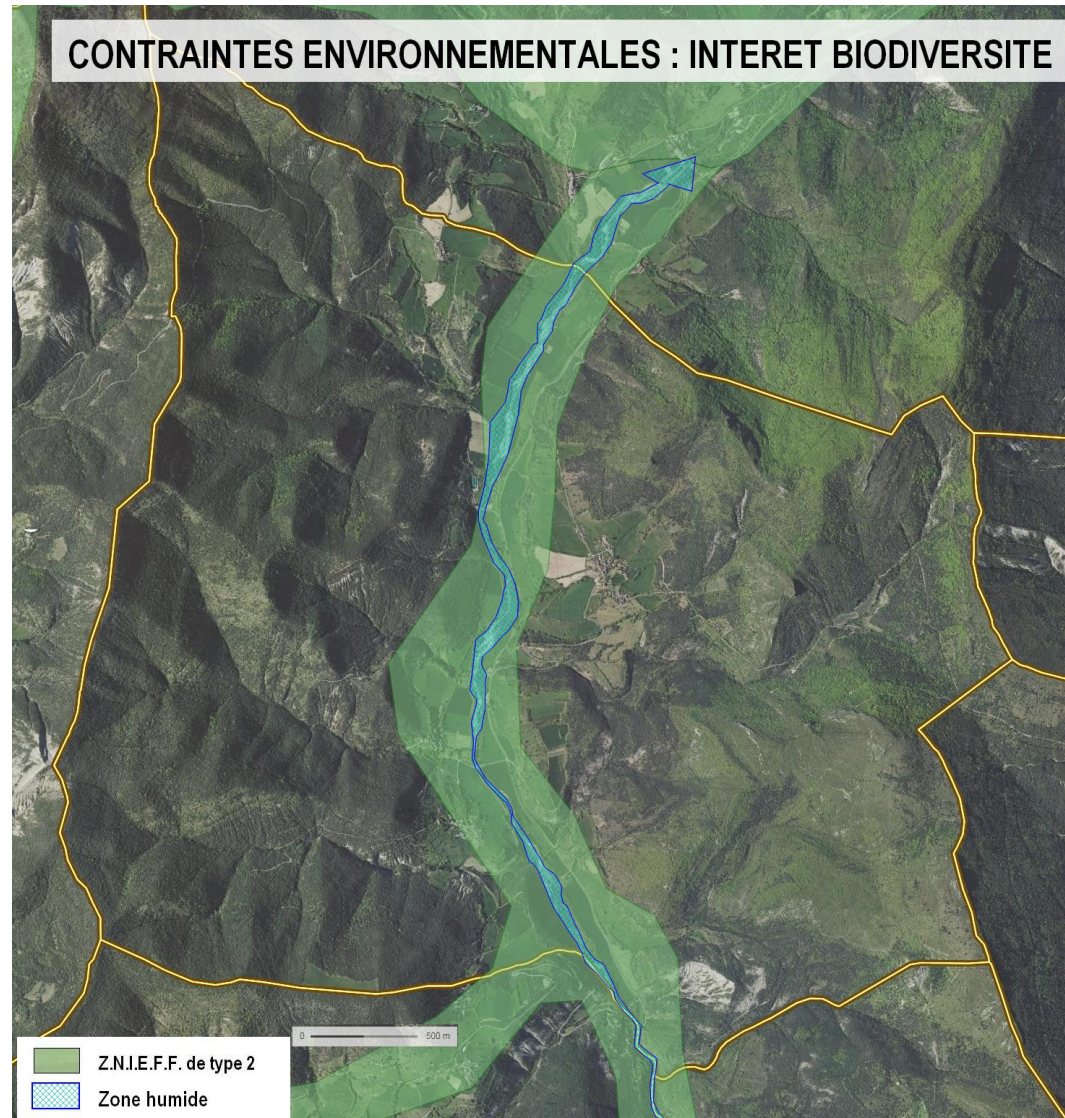 CONTRAINTES ENVIRONNEMENTALES : INTERET BIODIVERSITE
0 500 m
Z.N.I.E.F.F. de type 2
Zone humide